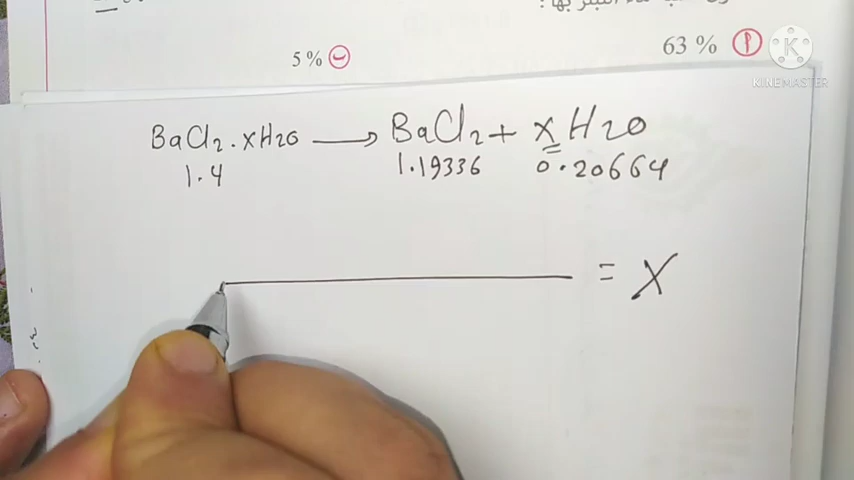 63 % أ
5 % ب
K
KINEMASTER
BaCl2 . xH2O ⟶ BaCl2 + xH2O
1.4 1.19336 0.20664
= X